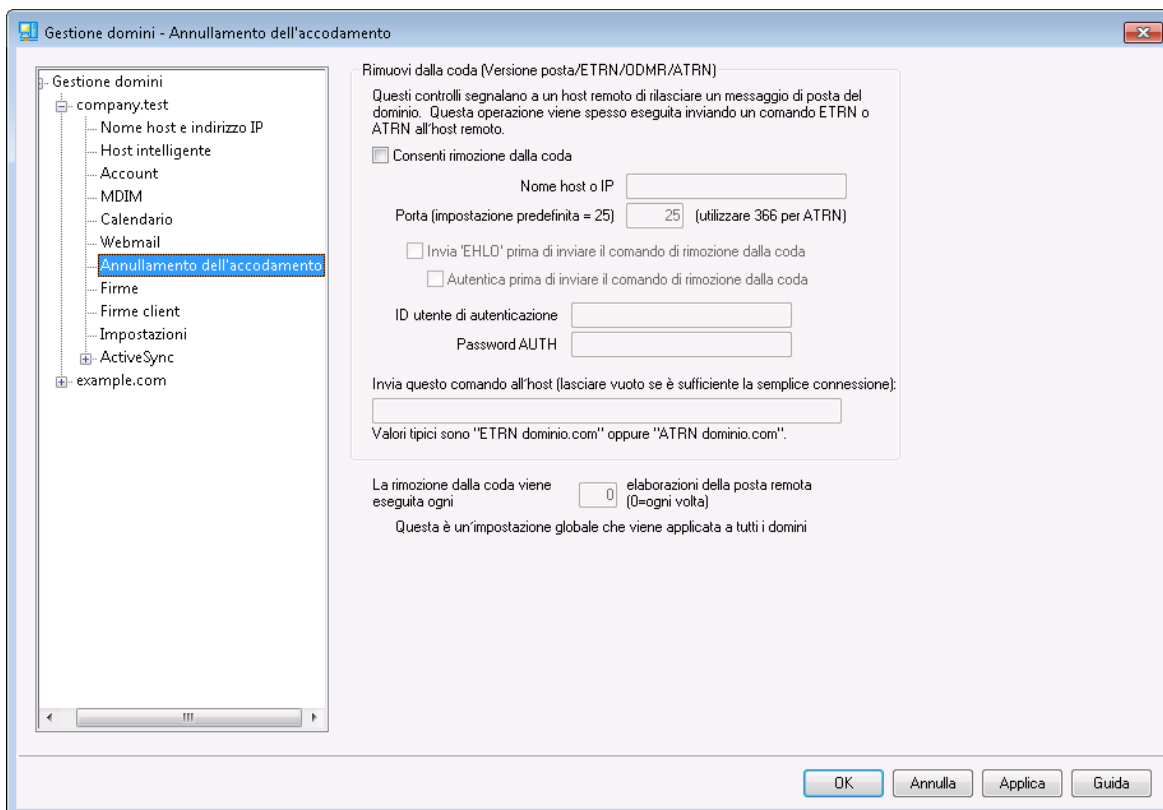 Gestione domini - Annullamento dell'accodamento
Gestione domini
company.test
Nome host e indirizzo IP
Host intelligente
Account
MDIM
Calendario
Webmail
Annullamento dell'accodamento
Firme
Firme client
Impostazioni
ActiveSync
example.com
Rimuovi dalla coda (Versione posta/ETRN/ODMR/ATRN)
Questi controlli segnalano a un host remoto di rilasciare un messaggio di posta del
dominio. Questa operazione viene spesso eseguita inviando un comando ETRN o
ATRN all'host remoto.
Consenti rimozione dalla coda
Nome host o IP
Porta (impostazione predefinita = 25) 25 (utilizzare 366 per ATRN)
Invia 'EHLO' prima di inviare il comando di rimozione dalla coda
Autentica prima di inviare il comando di rimozione dalla coda
ID utente di autenticazione
Password AUTH
Invia questo comando all'host (lasciare vuoto se è sufficiente la semplice connessione):
Valori tipici sono "ETRN dominio.com" oppure "ATRN dominio.com".
La rimozione dalla coda viene
eseguita ogni
0
elaborazioni della posta remota
(0=ogni volta)
Questa è un'impostazione globale che viene applicata a tutti i domini
OK
Annulla
Applica
Guida